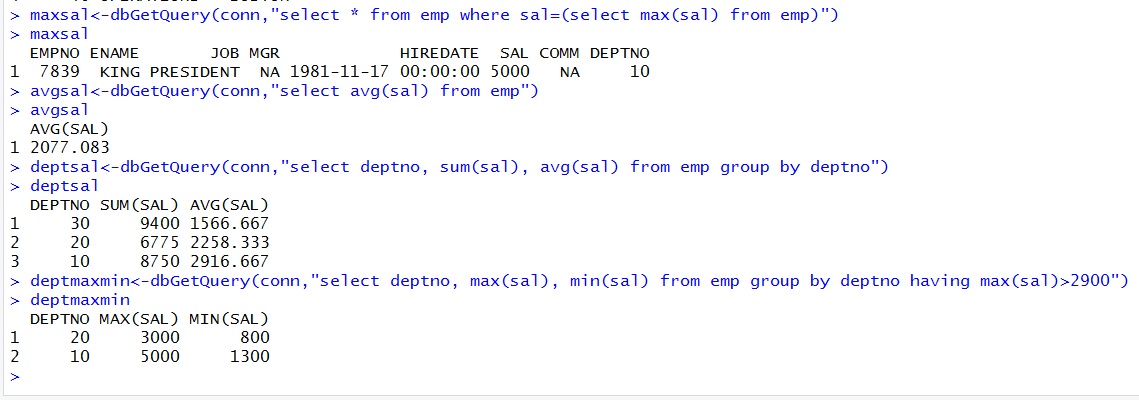 > maxsal<-dbGetQuery(conn,"select * from emp where sal=(select max(sal) from emp)")
> maxsal
  EMPNO ENAME       JOB MGR            HIREDATE  SAL COMM DEPTNO
1  7839  KING PRESIDENT  NA 1981-11-17 00:00:00 5000   NA     10
> avgsal<-dbGetQuery(conn,"select avg(sal) from emp")
> avgsal
  AVG(SAL)
1 2077.083
> deptsal<-dbGetQuery(conn,"select deptno, sum(sal), avg(sal) from emp group by deptno")
> deptsal
  DEPTNO SUM(SAL) AVG(SAL)
1     30     9400 1566.667
2     20     6775 2258.333
3     10     8750 2916.667
> deptmaxmin<-dbGetQuery(conn,"select deptno, max(sal), min(sal) from emp group by deptno having max(sal)>2900")
> deptmaxmin
  DEPTNO MAX(SAL) MIN(SAL)
1     20     3000      800
2     10     5000     1300
>